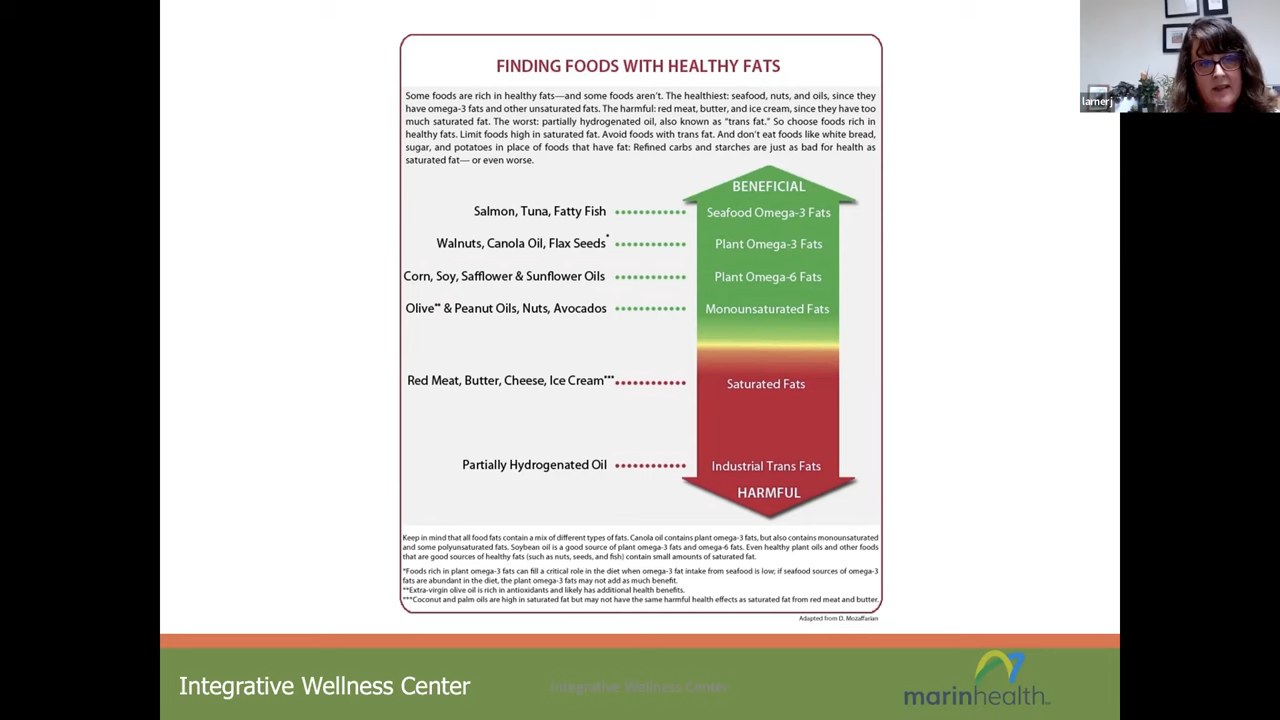 FINDING FOODS WITH HEALTHY FATS
Some foods are rich in healthy fats—and some foods aren't. The healthiest: seafood, nuts, and oils, since they
have omega-3 fats and other unsaturated fats. The harmful: red meat, butter, and ice cream, since they have too
much saturated fat. The worst: partially hydrogenated oil, also known as “trans fat.” So choose foods rich in
healthy fats. Limit foods high in saturated fat. Avoid foods with trans fat. And don't eat foods like white bread,
sugar, and potatoes in place of foods that have fat: Refined carbs and starches are just as bad for health as
saturated fat— or even worse.
BENEFICIAL
Salmon, Tuna, Fatty Fish
Seafood Omega-3 Fats
Walnuts, Canola Oil, Flax Seeds*
Plant Omega-3 Fats
Corn, Soy, Safflower & Sunflower Oils
Plant Omega-6 Fats
Olive** & Peanut Oils, Nuts, Avocados
Monounsaturated Fats
Red Meat, Butter, Cheese, Ice Cream***
Saturated Fats
Partially Hydrogenated Oil
Industrial Trans Fats
HARMFUL
Keep in mind that all food fats contain a mix of different types of fats. Canola oil contains plant omega-3 fats, but also contains monounsaturated
and some polyunsaturated fats. Soybean oil is a good source of plant omega-3 fats and omega-6 fats. Even healthy plant oils and other foods
that are good sources of healthy fats (such as nuts, seeds, and fish) contain small amounts of saturated fat.
*Foods rich in plant omega-3 fats can fill a critical role in the diet when omega-3 fat intake from seafood is low; if seafood sources of omega-3
fats are abundant in the diet, the plant omega-3 fats may not add as much benefit.
**Extra-virgin olive oil is rich in antioxidants and likely has additional health benefits.
***Coconut and palm oils are high in saturated fat but may not have the same harmful health effects as saturated fat from red meat and butter.
Adapted from D. Mozaffarian
Integrative Wellness Center
Integrative Wellness Center
marinhealth
larnerj